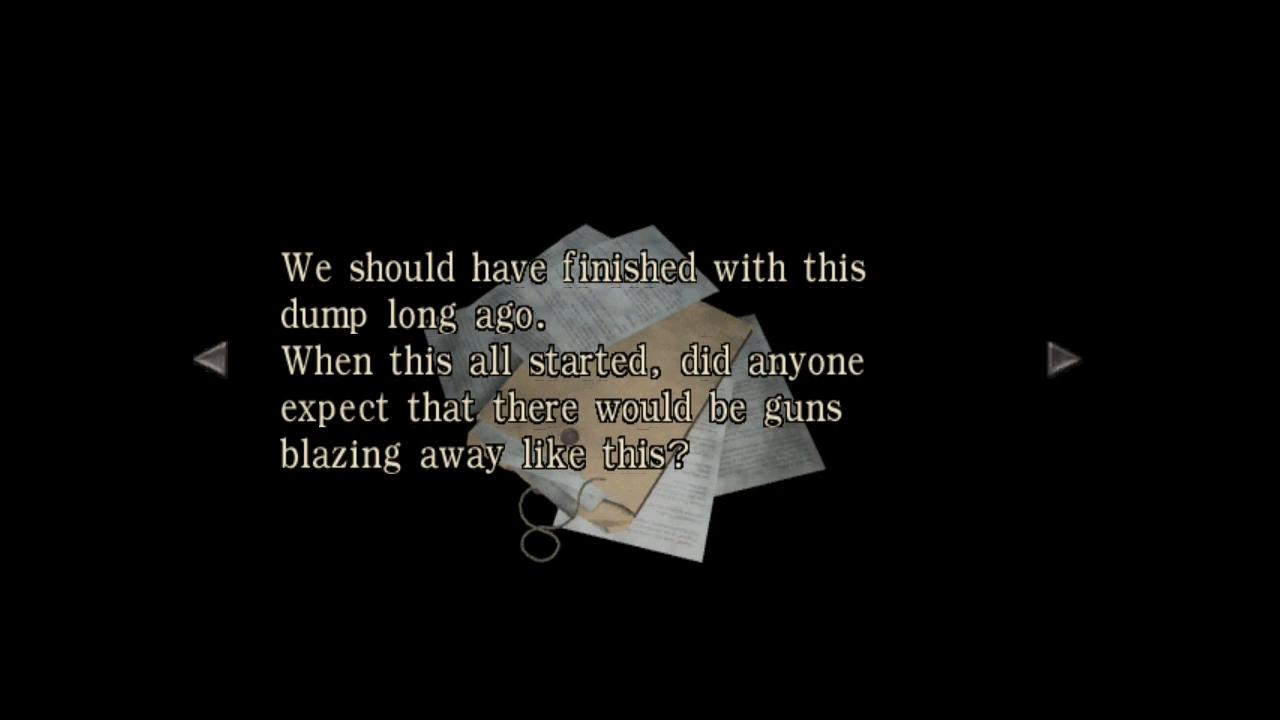 We should have finished with this
dump long ago.
When this all started, did anyone
expect that there would be guns
blazing away like this?